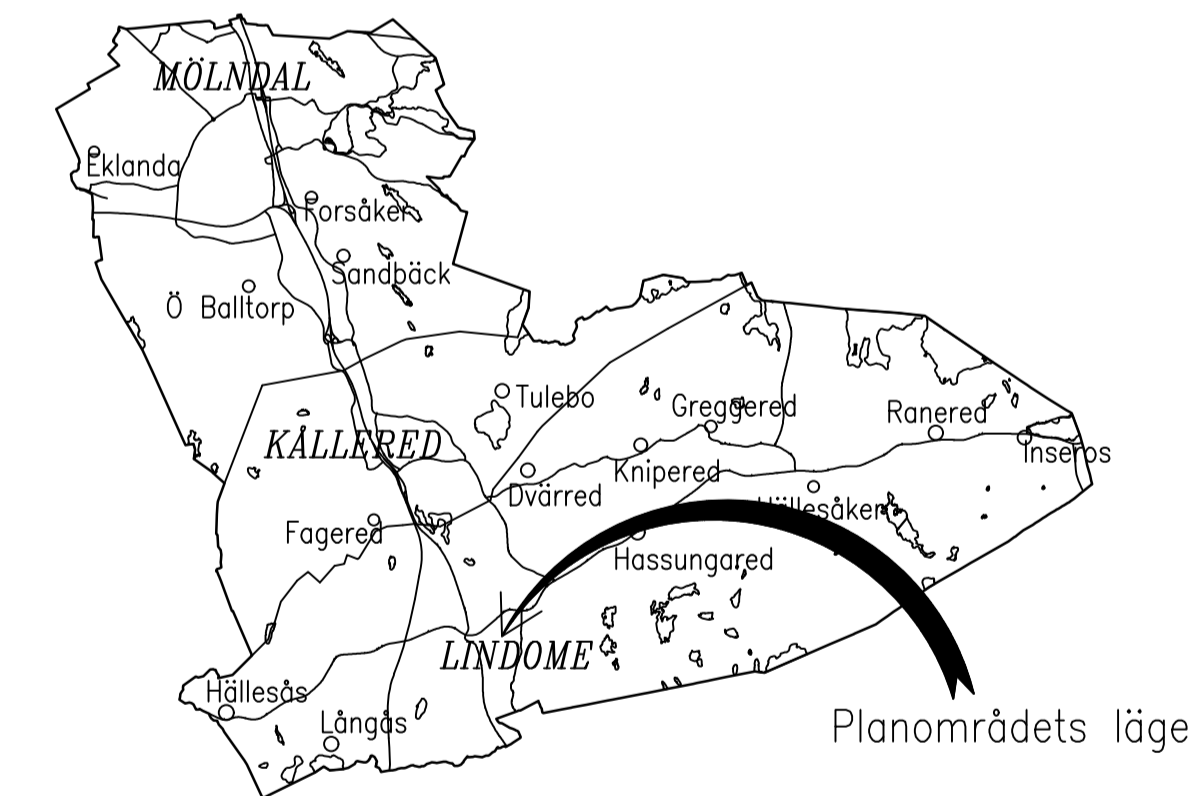 MÖLNDAL
Eklanda
Forsåker
Sandbäck
Ö Balltorp
Tulebo
Greggered
Ranered
KÅLLERED
Inseros
Knipered
Dvärred
Hällesåker
Fagered
Hassungared
LINDOME
Hällesås
Långås
Planområdets läge